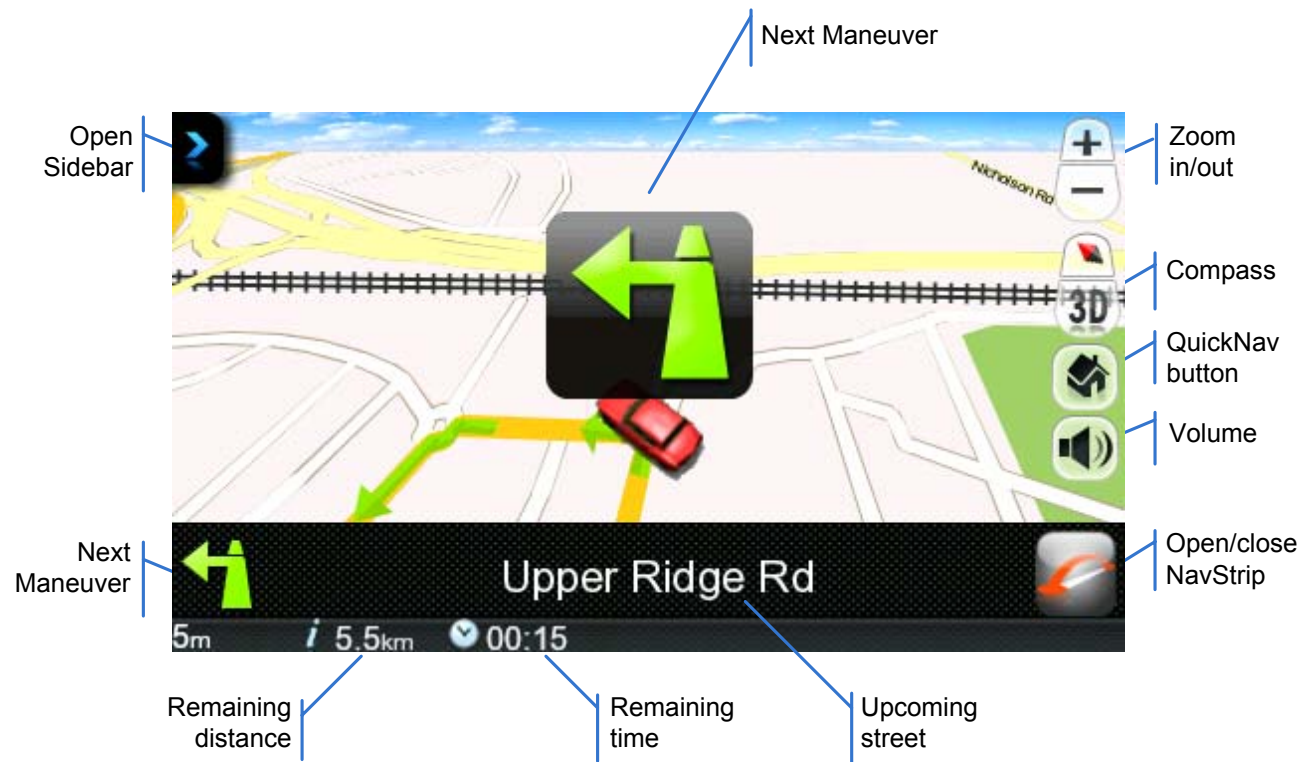 Next Maneuver
Open
Sidebar
Zoom
in/out
Nicholson Rd
Compass
3D
QuickNav
button
Volume
Next
Maneuver
Upper Ridge Rd
Open/close
NavStrip
5m
i 5.5km
00:15
Remaining
distance
Remaining
time
Upcoming
street